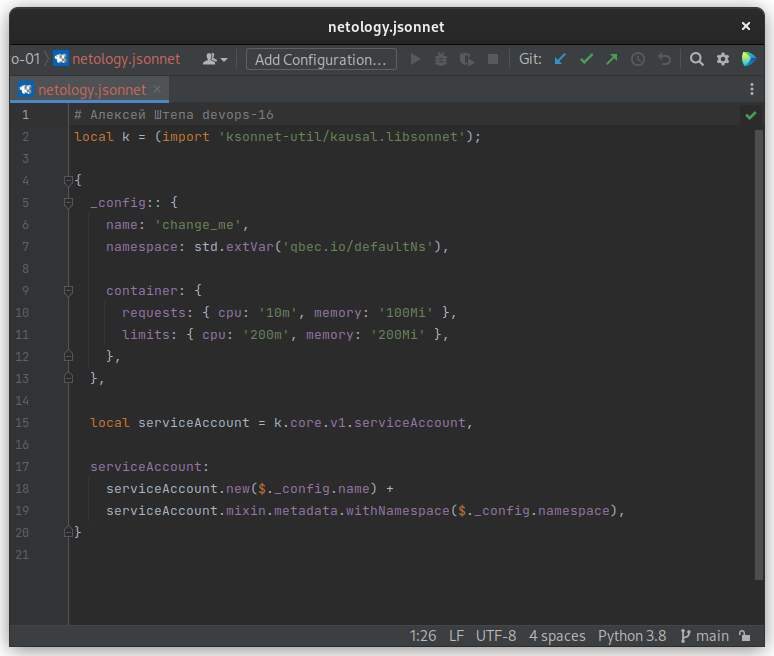 netology.jsonnet ×
o-01 netology.jsonnet Add Configuration... Git:
netology.jsonnet ×
1 # Алексей Штепа devops-16
2 local k = (import 'ksonnet-util/kausal.libsonnet');
3
4 {
5   _config:: {
6     name: 'change_me',
7     namespace: std.extVar('qbec.io/defaultNs'),
8
9     container: {
10       requests: { cpu: '10m', memory: '100Mi' },
11       limits: { cpu: '200m', memory: '200Mi' },
12     },
13   },
14
15   local serviceAccount = k.core.v1.serviceAccount,
16
17   serviceAccount:
18     serviceAccount.new($._config.name) +
19     serviceAccount.mixin.metadata.withNamespace($._config.namespace),
20 }
21
1:26 LF UTF-8 4 spaces Python 3.8 main